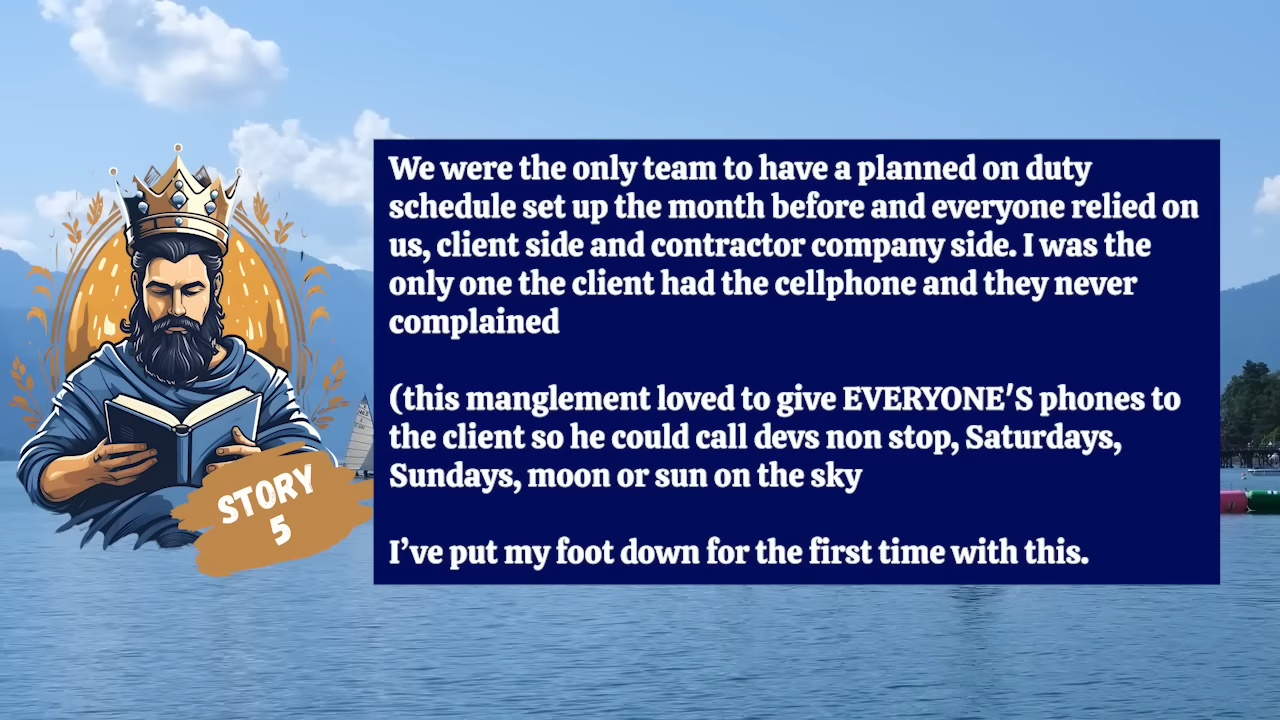 We were the only team to have a planned on duty
schedule set up the month before and everyone relied on
us, client side and contractor company side. I was the
only one the client had the cellphone and they never
complained
(this manglement loved to give EVERYONE'S phones to
the client so he could call devs non stop, Saturdays,
Sundays, moon or sun on the sky
I’ve put my foot down for the first time with this.
STORY
5